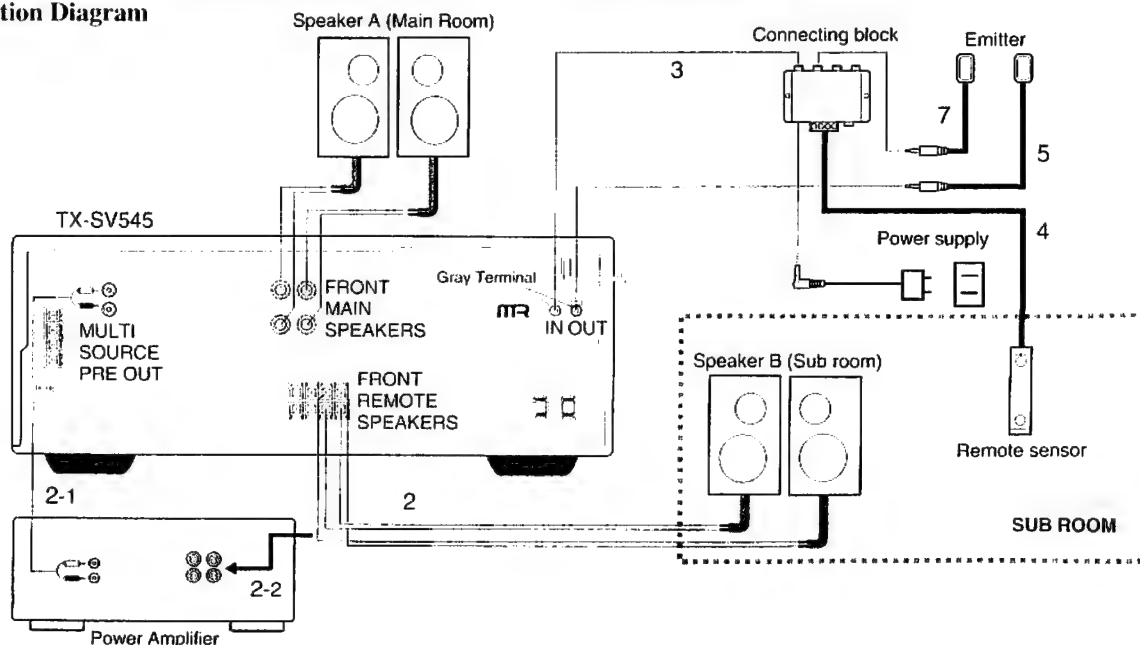 tion Diagram
Speaker A (Main Room)
Connecting block
Emitter
3
7
5
TX-SV545
4
Power supply
Gray Terminal
FRONT
MAIN
SPEAKERS
MR
IN OUT
MULTI
SOURCE
PRE OUT
Speaker B (Sub room)
FRONT
REMOTE
SPEAKERS
Remote sensor
2-1
2
SUB ROOM
2-2
Power Amplifier